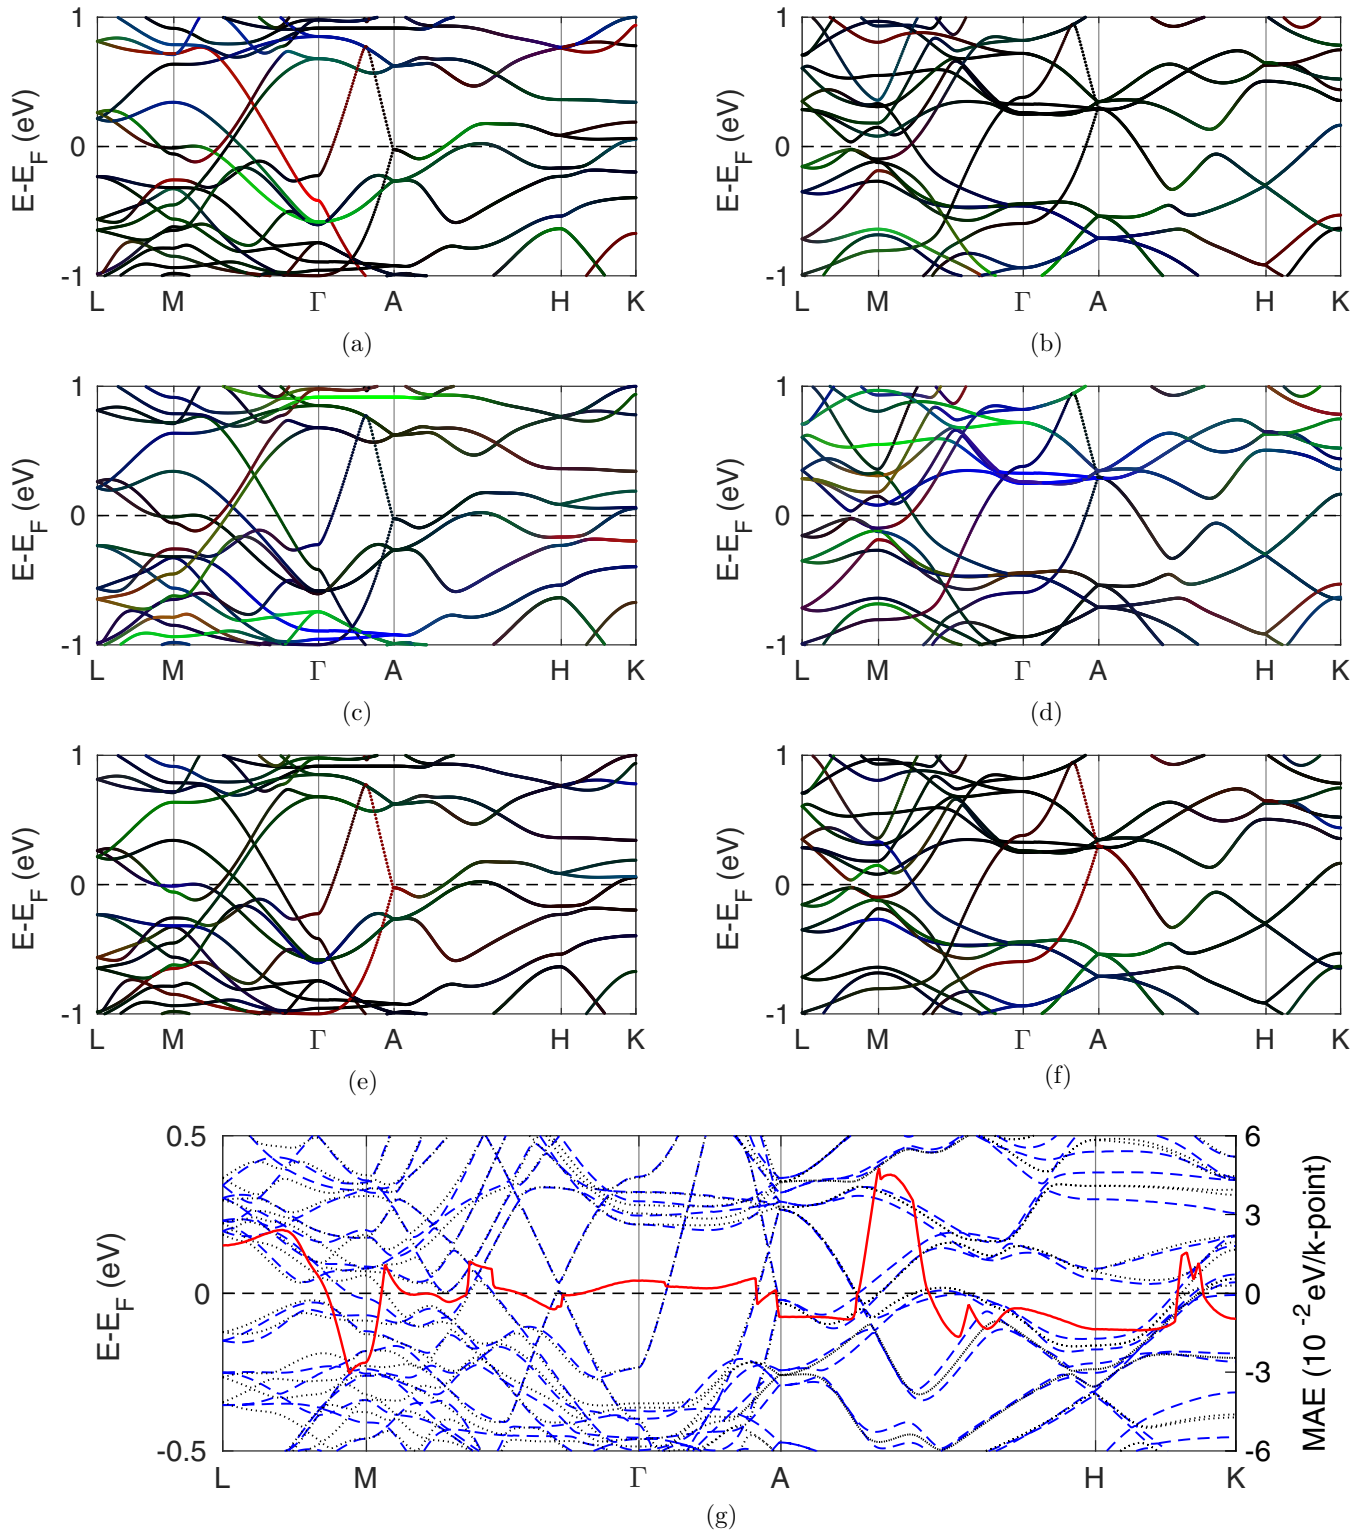 1
0
-1
E-E_F (eV)
L M Γ A H K
(a)
1
0
-1
E-E_F (eV)
L M Γ A H K
(b)
1
0
-1
E-E_F (eV)
L M Γ A H K
(c)
1
0
-1
E-E_F (eV)
L M Γ A H K
(d)
1
0
-1
E-E_F (eV)
L M Γ A H K
(e)
1
0
-1
E-E_F (eV)
L M Γ A H K
(f)
0.5
0
-0.5
E-E_F (eV)
6
3
0
-3
-6
MAE (10^-2 eV/k-point)
L M Γ A H K
(g)